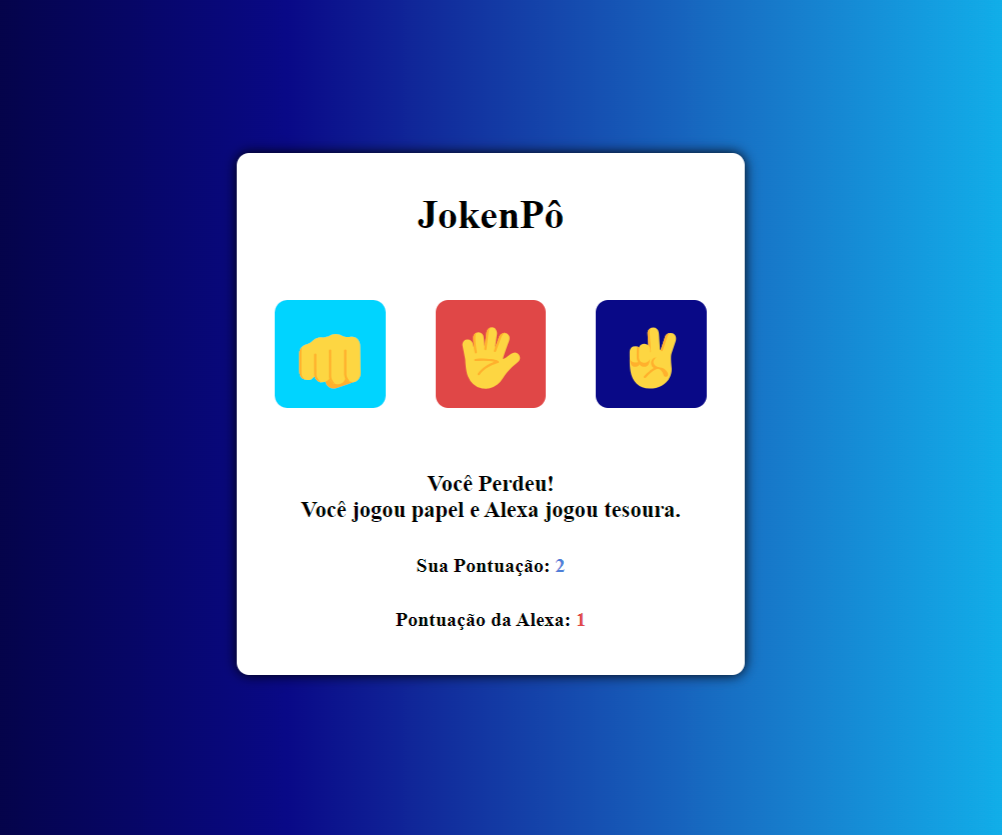 JokenPô
Você Perdeu!
Você jogou papel e Alexa jogou tesoura.
Sua Pontuação: 2
Pontuação da Alexa: 1